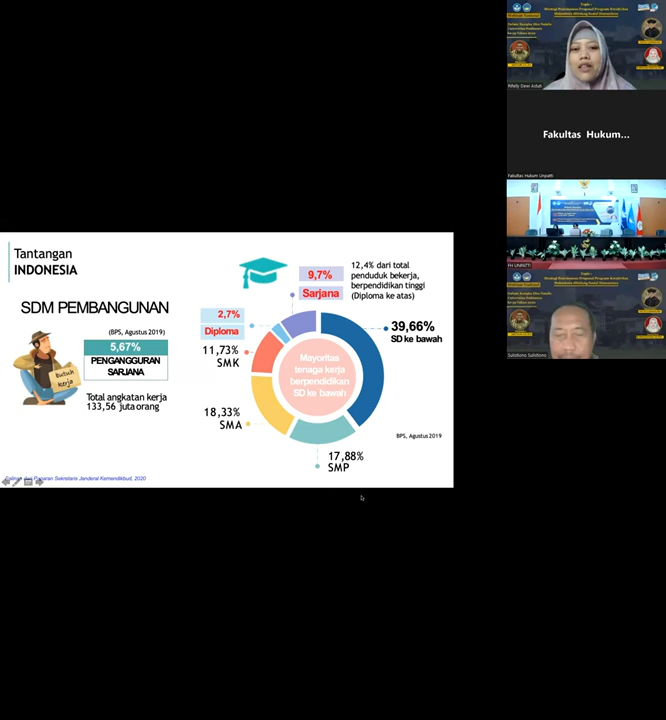 Tantangan
INDONESIA
SDM PEMBANGUNAN
(BPS, Agustus 2019)
5,67%
PENGANGGURAN
SARJANA
butuh
kerja
Total angkatan kerja
133,56 juta orang
9,7%
Sarjana
12,4% dari total
penduduk bekerja,
berpendidikan tinggi
(Diploma ke atas)
2,7%
Diploma
11,73%
SMK
18,33%
SMA
17,88%
SMP
39,66%
SD ke bawah
Mayoritas
tenaga kerja
berpendidikan
SD ke bawah
BPS, Agustus 2019
Paparan Sekretaris Jenderal Kemendikbud, 2020
Topik :
Rifelly Dewi Astuti
Fakultas Hukum...
Fakultas Hukum Unpatti
FH UNPATTI
Topik :
Sulistiono Sulistiono